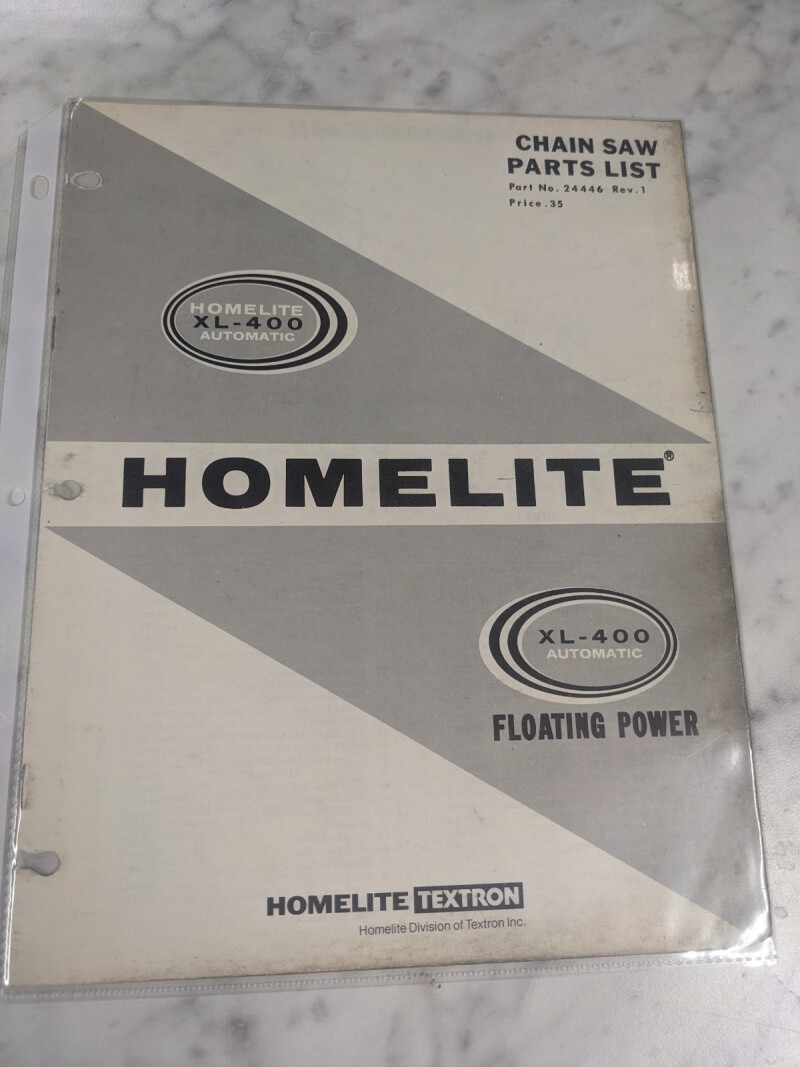 CHAIN SAW
PARTS LIST
Part No. 24446 Rev.1
Price .35
HOMELITE
XL-400
AUTOMATIC
HOMELITE®
XL-400
AUTOMATIC
FLOATING POWER
HOMELITE TEXTRON
Homelite Division of Textron Inc.